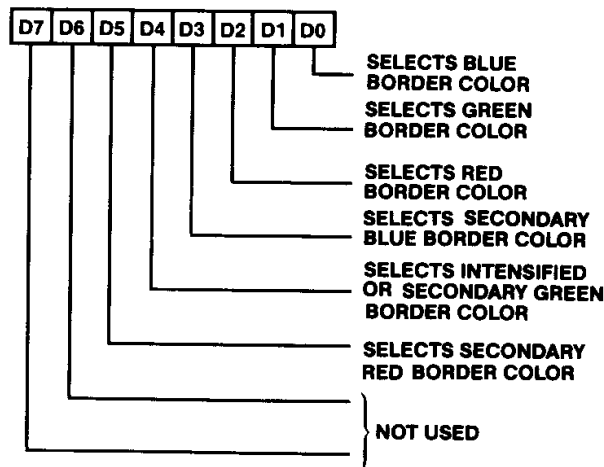 D7 D6 D5 D4 D3 D2 D1 D0
SELECTS BLUE
BORDER COLOR
SELECTS GREEN
BORDER COLOR
SELECTS RED
BORDER COLOR
SELECTS SECONDARY
BLUE BORDER COLOR
SELECTS INTENSIFIED
OR SECONDARY GREEN
BORDER COLOR
SELECTS SECONDARY
RED BORDER COLOR
NOT USED